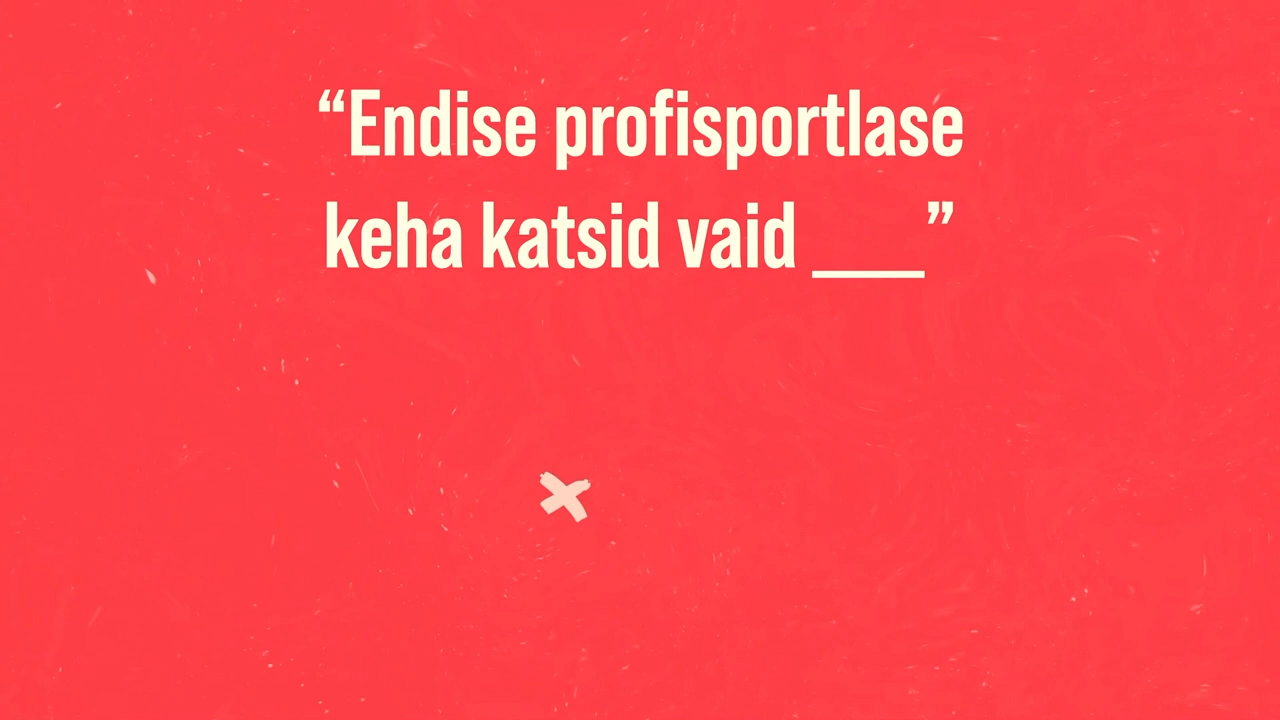 “Endise profisportlase
keha katsid vaid ___”